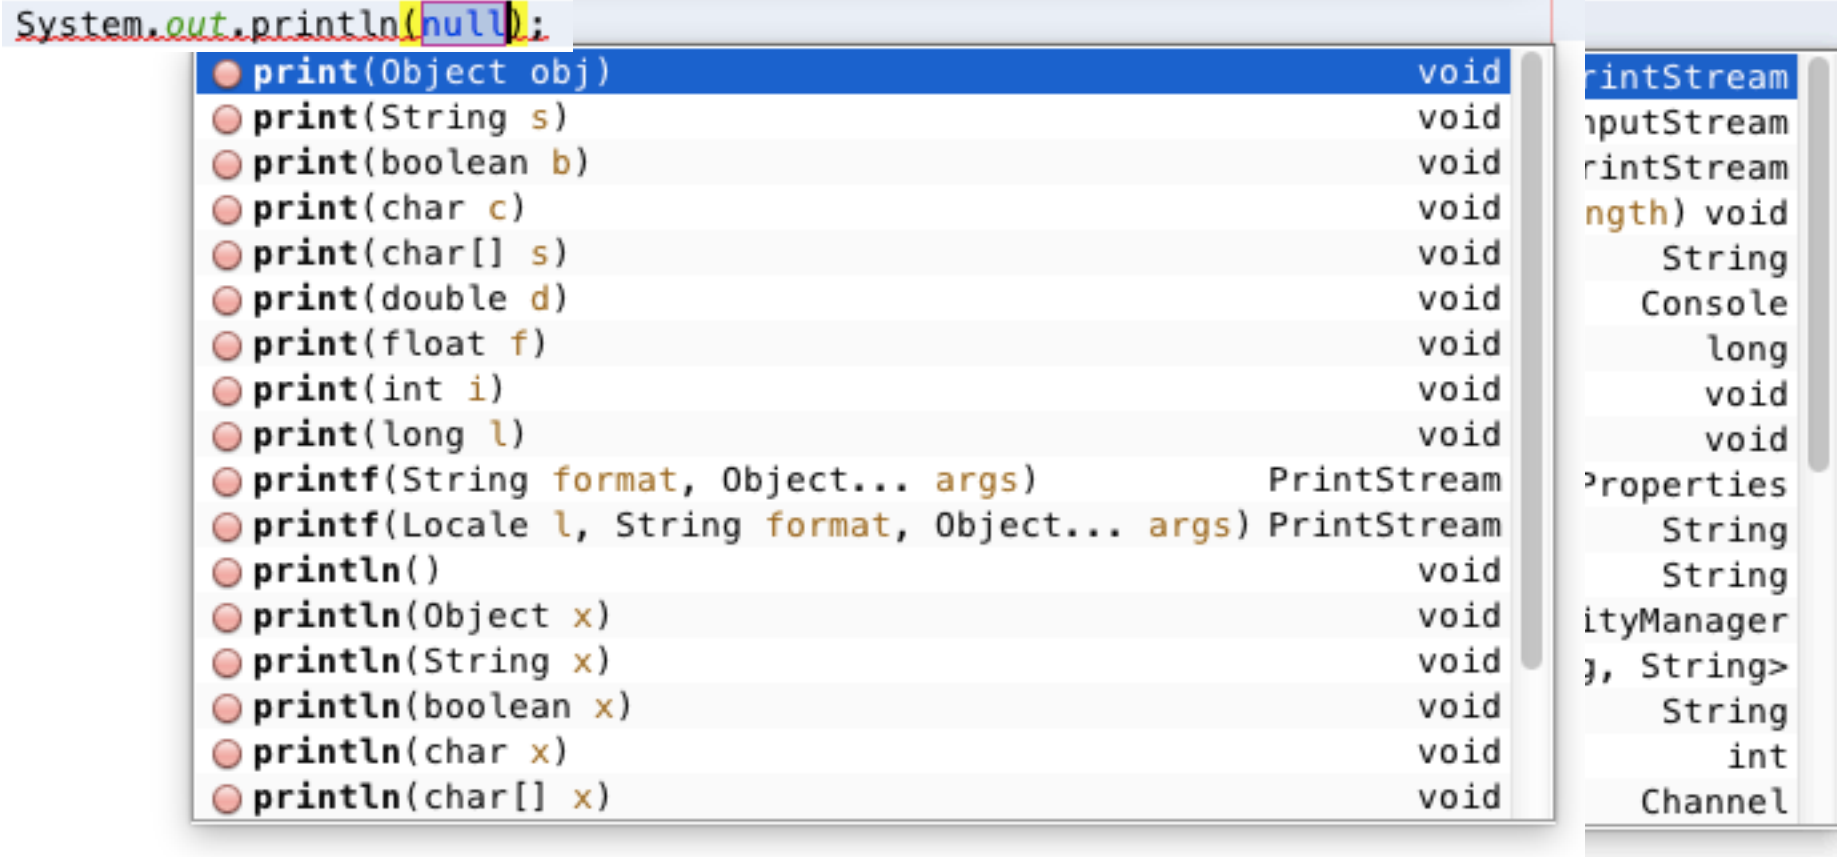 System.out.println(null);
print(Object obj) void
print(String s) void
print(boolean b) void
print(char c) void
print(char[] s) void
print(double d) void
print(float f) void
print(int i) void
print(long l) void
printf(String format, Object... args) PrintStream
printf(Locale l, String format, Object... args) PrintStream
println() void
println(Object x) void
println(String x) void
println(boolean x) void
println(char x) void
println(char[] x) void
rintStream
nputStream
rintStream
ngth) void
String
Console
long
void
void
Properties
String
String
ityManager
g, String>
String
int
Channel